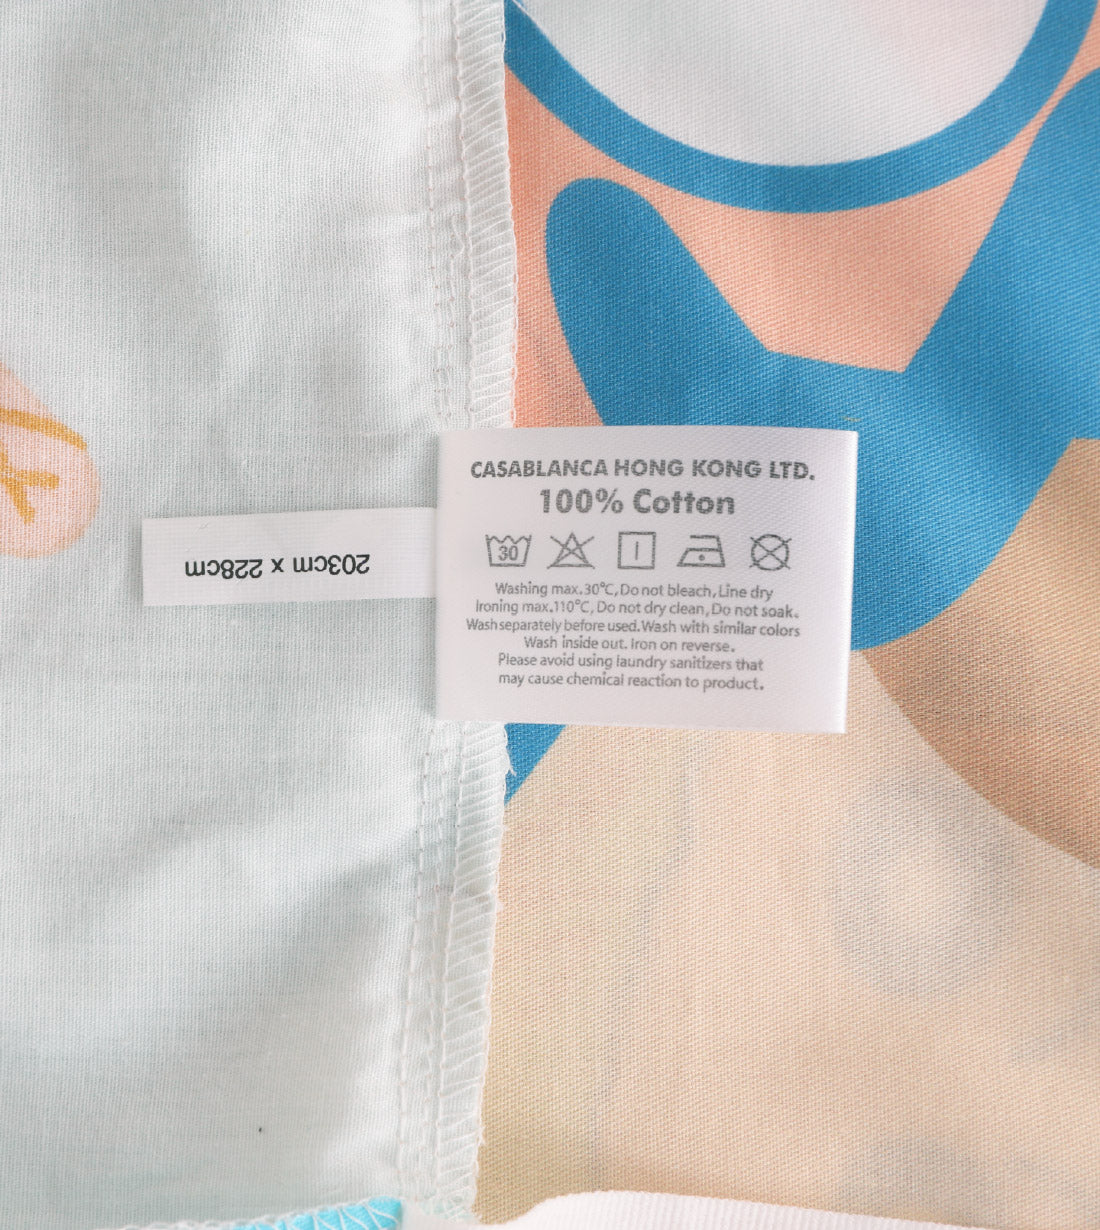 CASABLANCA HONG KONG LTD.
100% Cotton
30
Washing max.30°C, Do not bleach, Line dry
Ironing max.110°C, Do not dry clean, Do not soak.
Wash separately before used. Wash with similar colors
Wash inside out. Iron on reverse.
Please avoid using laundry sanitizers that
may cause chemical reaction to product.
203cm x 228cm